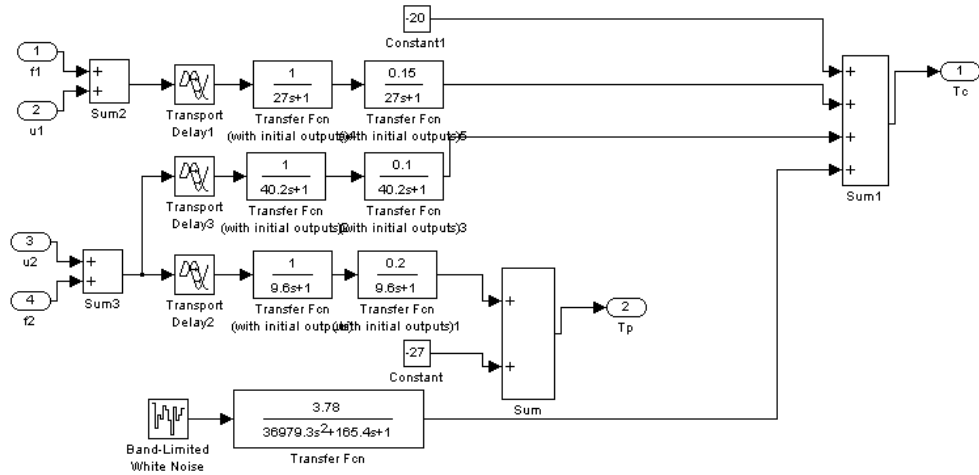 -20
Constant1
1
f1
2
u1
+
+
Sum2
Transport
Delay1
1
27s+1
Transfer Fcn
(with initial outputs)4
0.15
27s+1
Transfer Fcn
(with initial outputs)5
+
+
+
+
Sum1
1
Tc
Transport
Delay3
1
40.2s+1
Transfer Fcn
(with initial outputs)2
0.1
40.2s+1
Transfer Fcn
(with initial outputs)3
3
u2
4
f2
+
+
Sum3
Transport
Delay2
1
9.6s+1
Transfer Fcn
(with initial outputs)
0.2
9.6s+1
Transfer Fcn
(with initial outputs)1
-27
Constant
+
+
Sum
2
Tp
Band-Limited
White Noise
3.78
36979.3s²+165.4s+1
Transfer Fcn